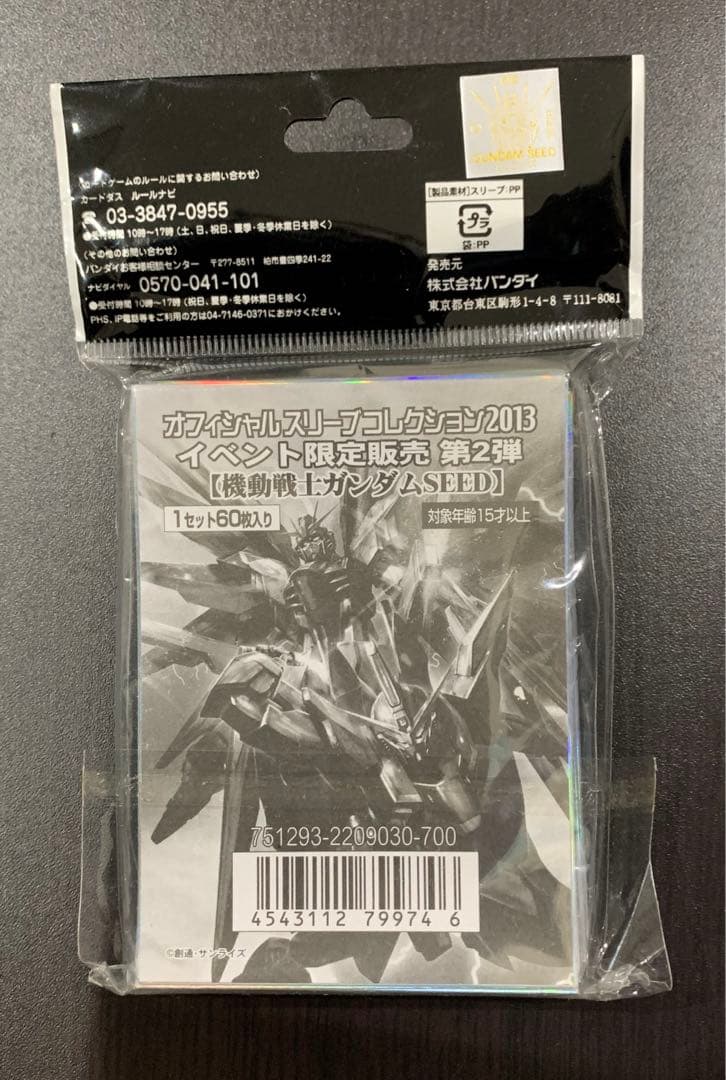 (カードゲームのルールに関するお問い合わせ)
カードダス ルールナビ
03-3847-0955
●受付時間 10時〜17時 (土、日、祝日、夏季・冬季休業日を除く)
(その他のお問い合わせ)
バンダイお客様相談センター 〒277-8511 柏市豊四季241-22
ナビダイヤル 0570-041-101
●受付時間 10時〜17時 (祝日、夏季・冬季休業日を除く)
PHS、IP電話等をご利用の方は04-7146-0371におかけください。
GUNDAM SEED
[製品素材]スリーブ:PP
プラ
袋:PP
発売元
株式会社バンダイ
東京都台東区駒形1-4-8 〒111-8081
オフィシャルスリーブコレクション2013
イベント限定販売 第2弾
【機動戦士ガンダムSEED】
1セット60枚入り
対象年齢15才以上
751293-2209030-700
4543112 799746
©創通・サンライズ